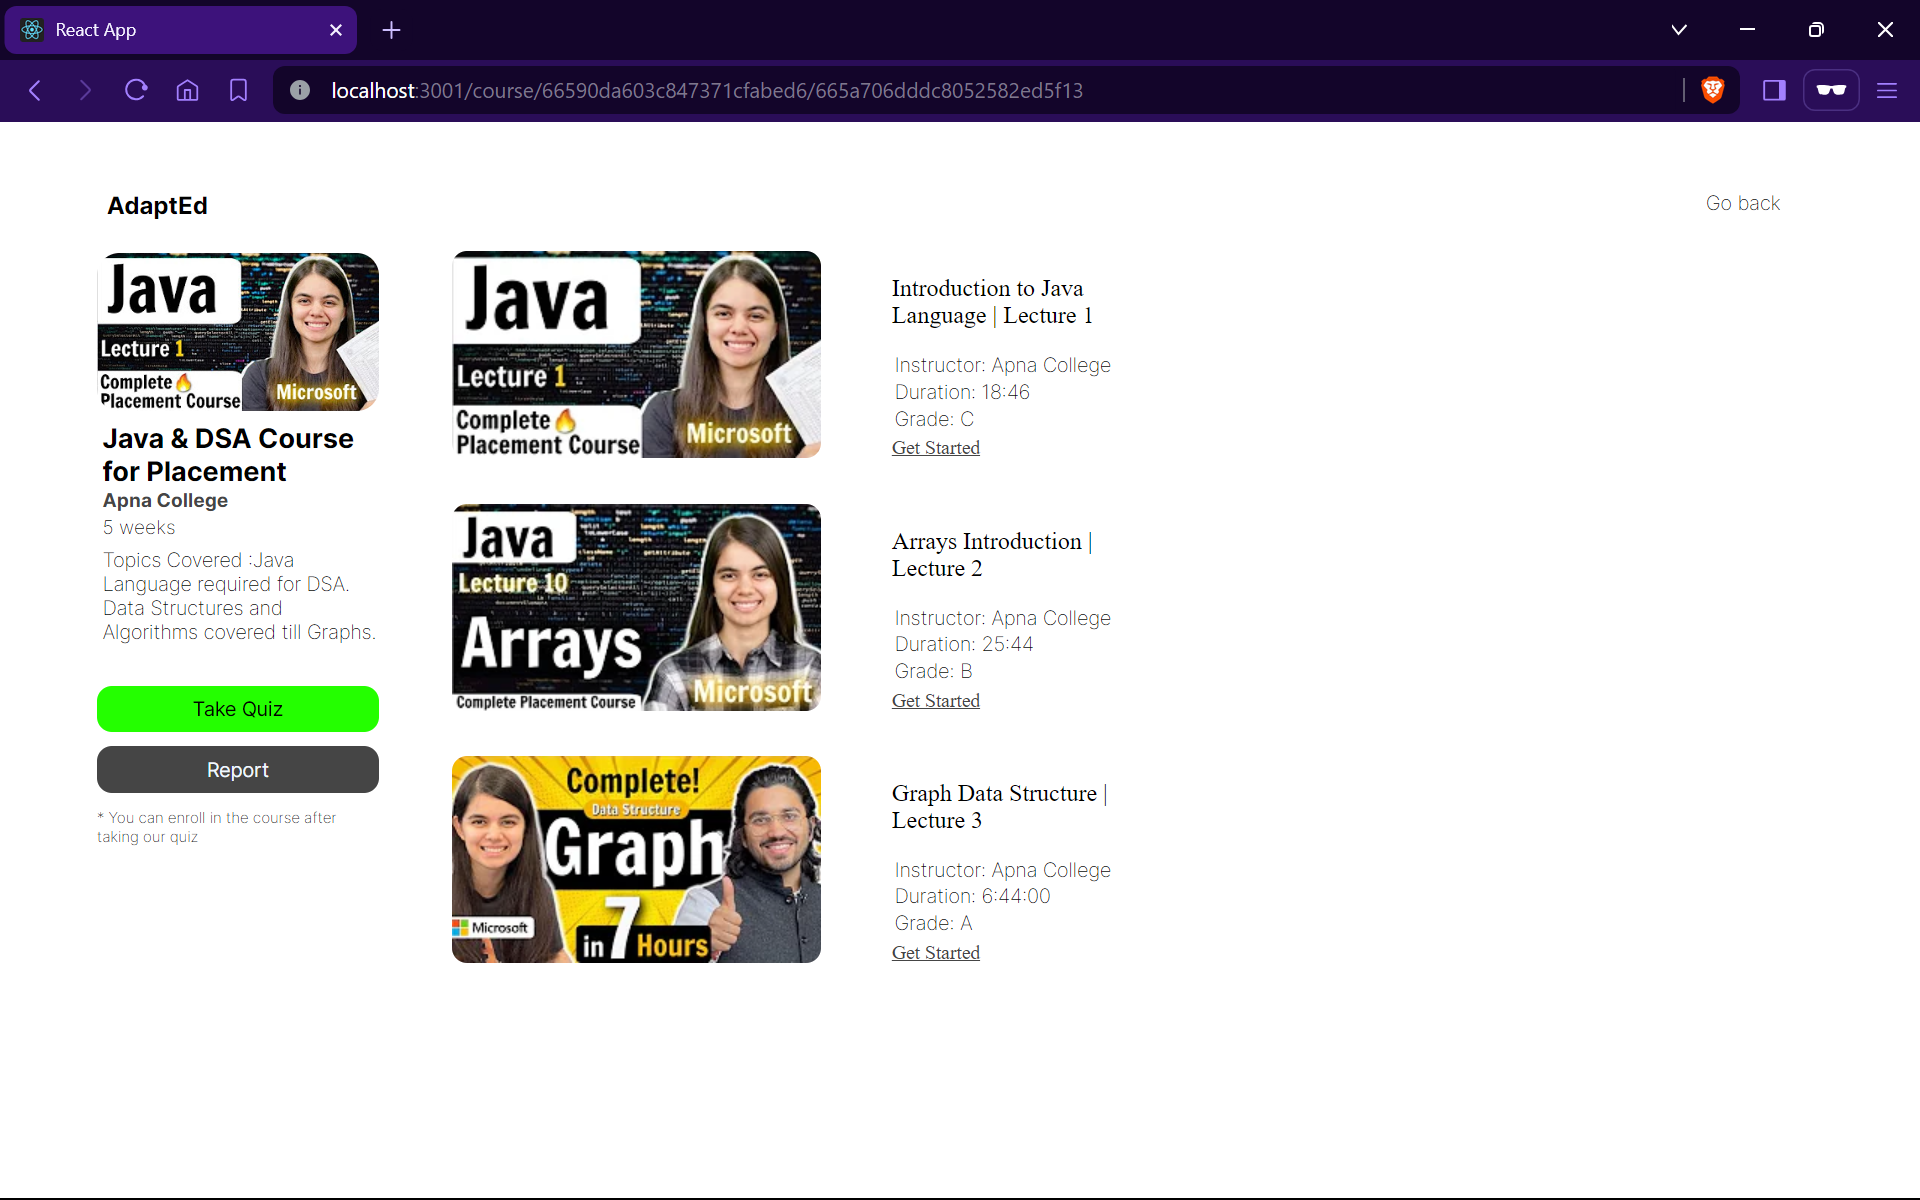 React App
localhost:3001/course/66590da603c847371cfabed6/665a706dddc8052582ed5f13
AdaptEd
Go back
Java
Lecture 1
Complete🔥
Placement Course
Microsoft
Java & DSA Course
for Placement
Apna College
5 weeks
Topics Covered :Java
Language required for DSA.
Data Structures and
Algorithms covered till Graphs.
Take Quiz
Report
* You can enroll in the course after
taking our quiz
Java
Lecture 1
Complete🔥
Placement Course
Microsoft
Introduction to Java
Language | Lecture 1
Instructor: Apna College
Duration: 18:46
Grade: C
Get Started
Java
Lecture 10
Arrays
Microsoft
Complete Placement Course
Arrays Introduction |
Lecture 2
Instructor: Apna College
Duration: 25:44
Grade: B
Get Started
Complete!
Data Structure
Graph
in 7 Hours
Microsoft
Graph Data Structure |
Lecture 3
Instructor: Apna College
Duration: 6:44:00
Grade: A
Get Started